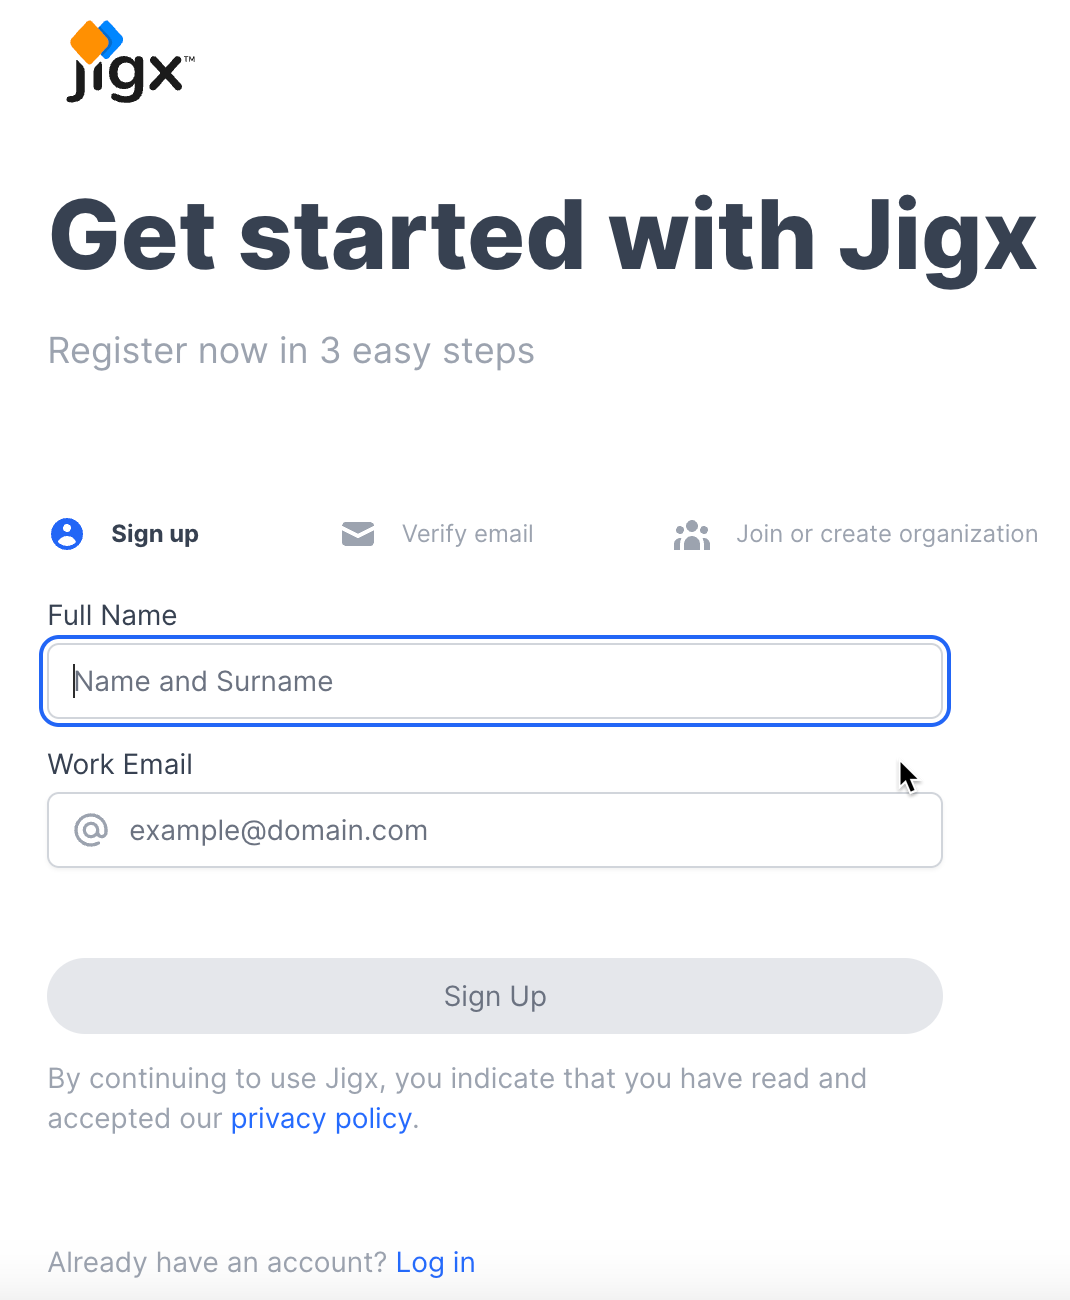 jigx™
Get started with Jigx
Register now in 3 easy steps
Sign up Verify email Join or create organization
Full Name
Name and Surname
Work Email
example@domain.com
Sign Up
By continuing to use Jigx, you indicate that you have read and
accepted our privacy policy.
Already have an account? Log in